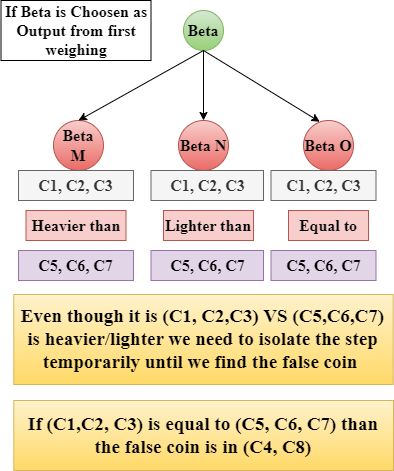 If Beta is Choosen as
Output from first
weighing
Beta
Beta
M
Beta N
Beta O
C1, C2, C3
C1, C2, C3
C1, C2, C3
Heavier than
Lighter than
Equal to
C5, C6, C7
C5, C6, C7
C5, C6, C7
Even though it is (C1, C2,C3) VS (C5,C6,C7)
is heavier/lighter we need to isolate the step
temporarily until we find the false coin
If (C1,C2, C3) is equal to (C5, C6, C7) than
the false coin is in (C4, C8)